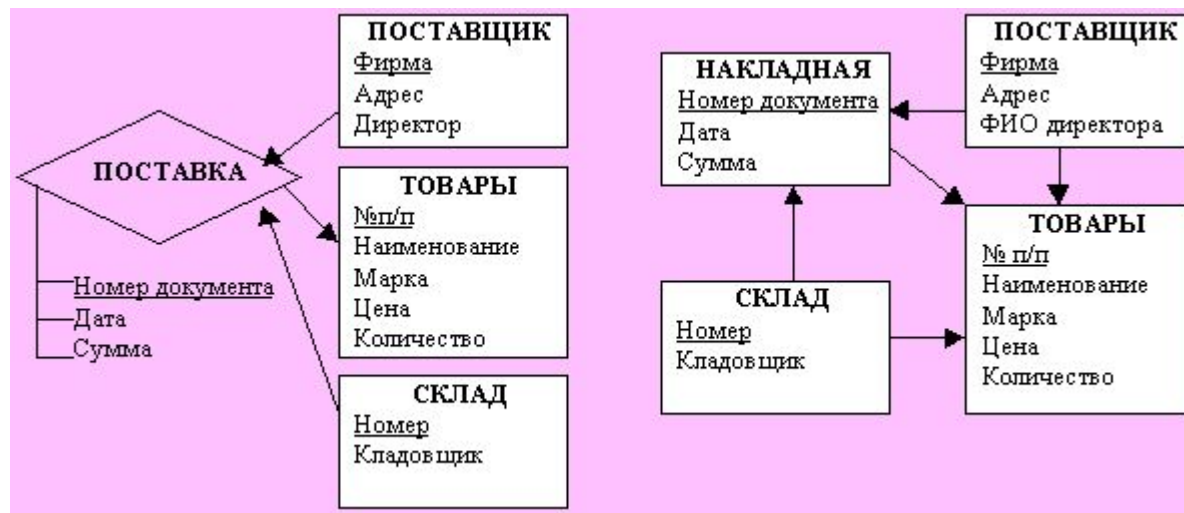 ПОСТАВЩИК
Фирма
Адрес
Директор
ПОСТАВКА
Номер документа
Дата
Сумма
ТОВАРЫ
№п/п
Наименование
Марка
Цена
Количество
СКЛАД
Номер
Кладовщик
НАКЛАДНАЯ
Номер документа
Дата
Сумма
ПОСТАВЩИК
Фирма
Адрес
ФИО директора
СКЛАД
Номер
Кладовщик
ТОВАРЫ
№ п/п
Наименование
Марка
Цена
Количество